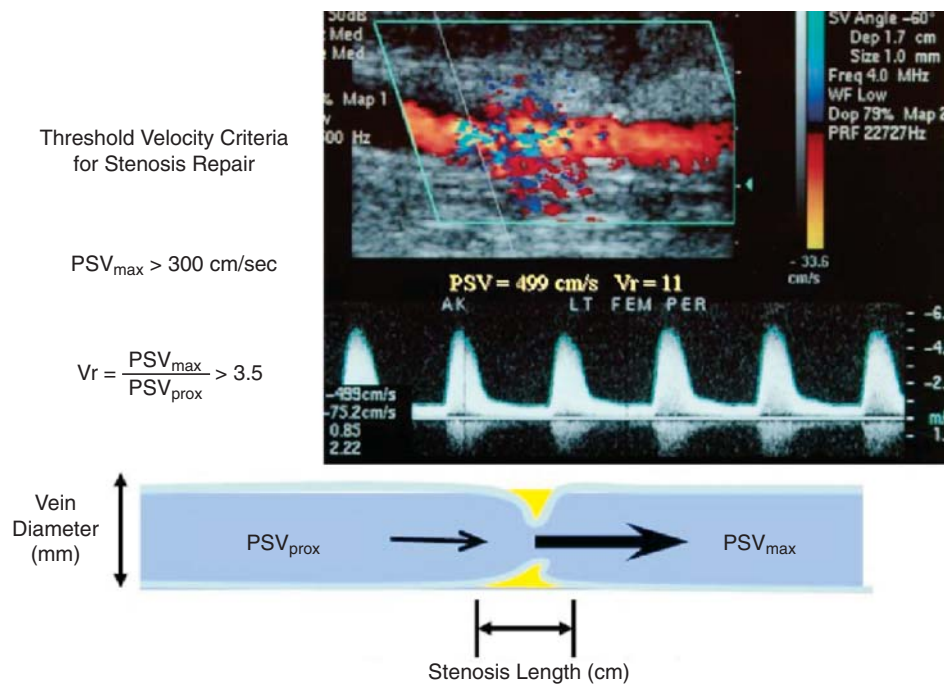 50dB
Med
Med
% Map 1
500 Hz
SV Angle -60°
Dep 1.7 cm
Size 1.0 mm
Freq 4.0 MHz
WF Low
Dop 79% Map 2
PRF 22727Hz
- 33.6
cm/s
Threshold Velocity Criteria
for Stenosis Repair
PSVmax > 300 cm/sec
Vr = PSVmax / PSVprox > 3.5
PSV = 499 cm/s Vr = 11
AK LT FEM PER
-499cm/s
-75.2cm/s
0.85
2.22
Vein
Diameter
(mm)
PSVprox
PSVmax
Stenosis Length (cm)